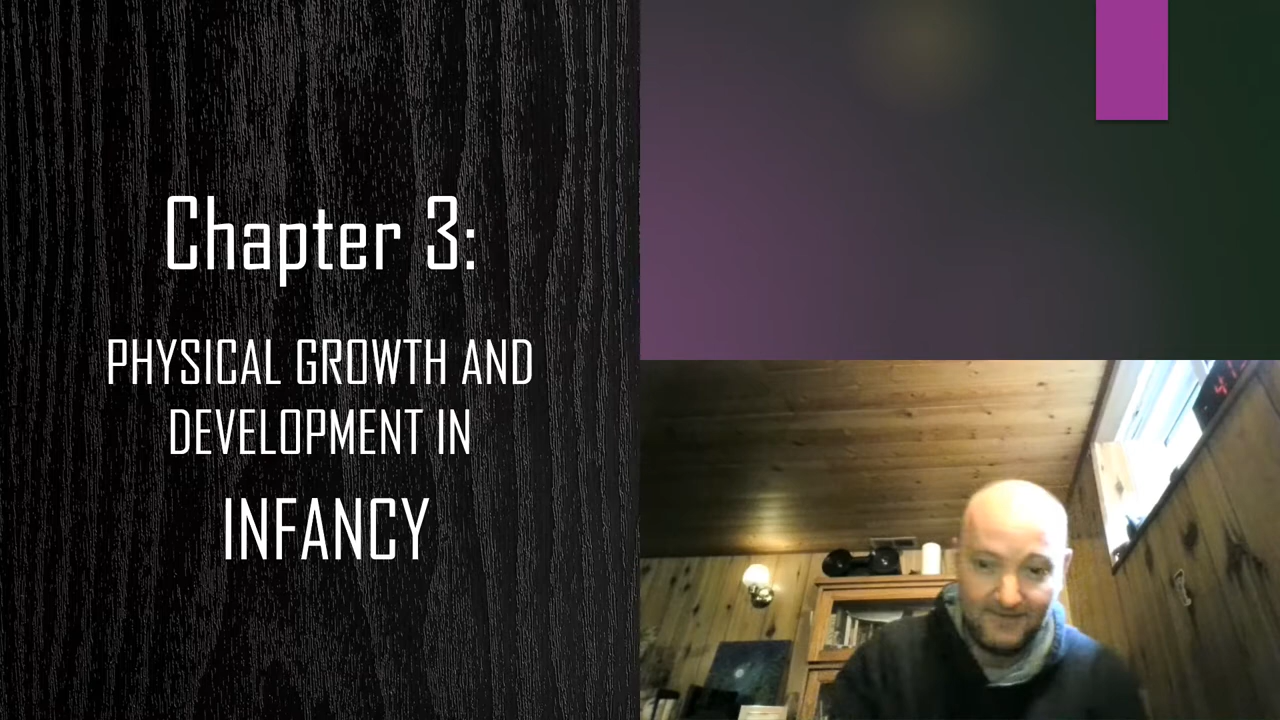 Chapter 3:
PHYSICAL GROWTH AND
DEVELOPMENT IN
INFANCY